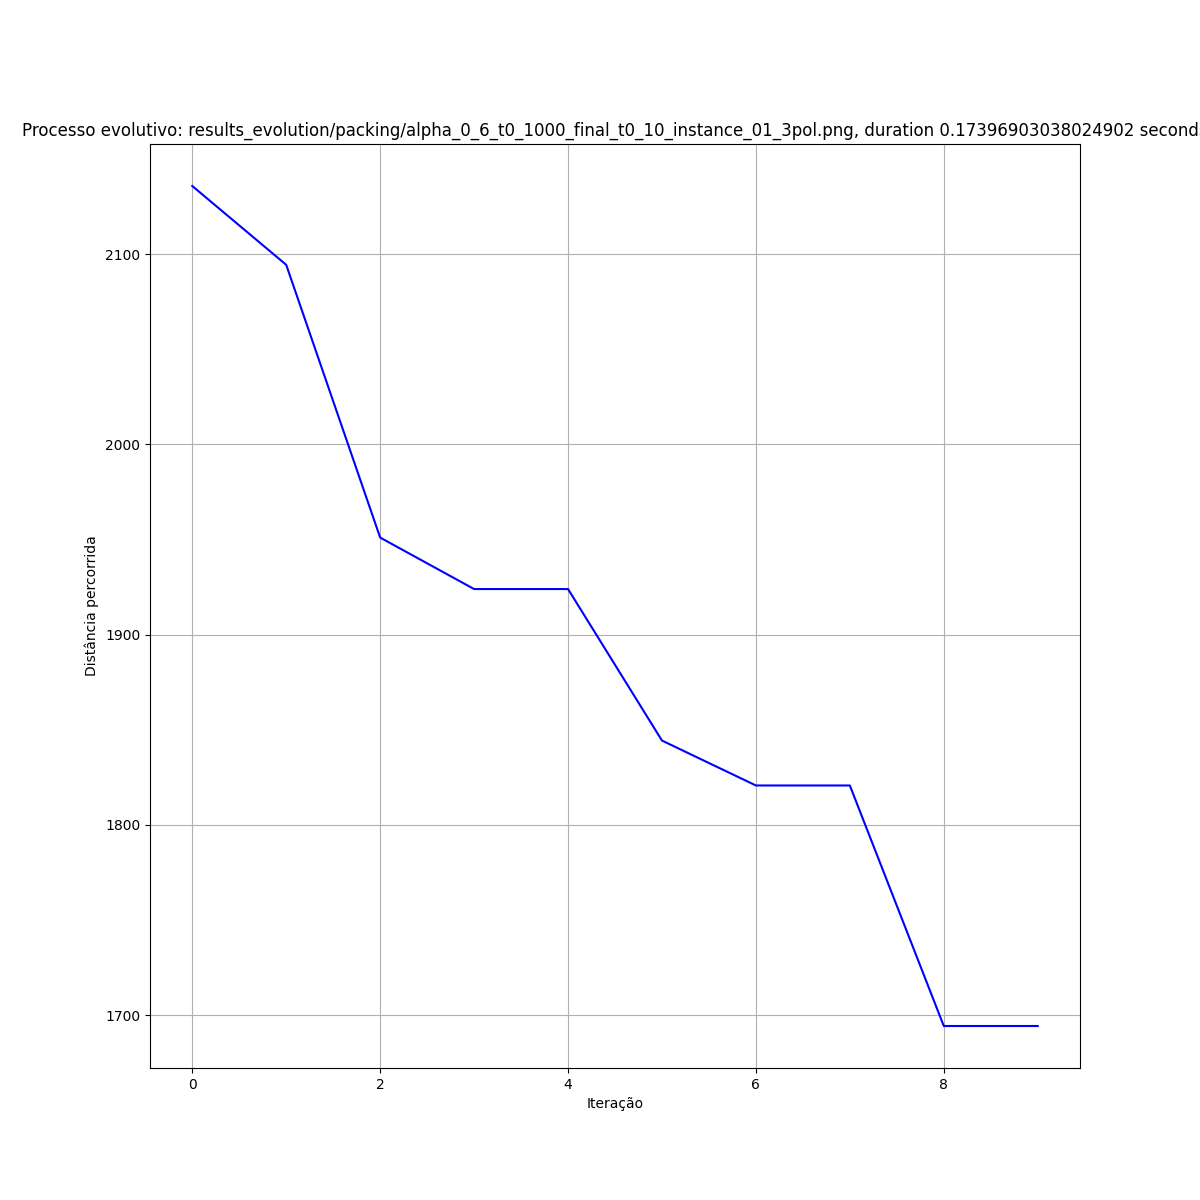 Processo evolutivo: results_evolution/packing/alpha_0_6_t0_1000_final_t0_10_instance_01_3pol.png, duration 0.17396903038024902 second
2100
2000
1900
1800
1700
Distância percorrida
0 2 4 6 8
Iteração